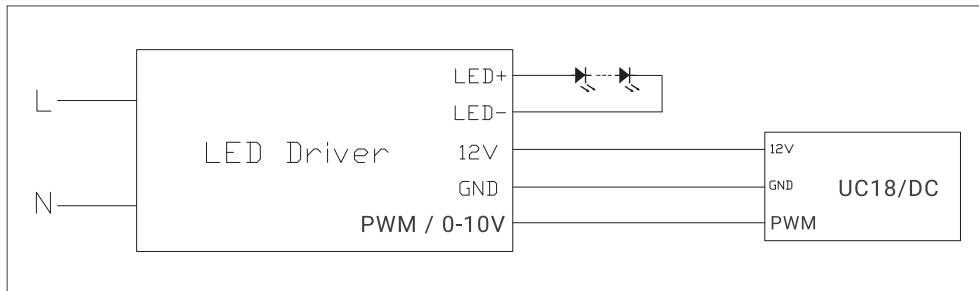 LED+
L
LED-
LED Driver
12V
12V
GND
GND
UC18/DC
N
PWM / 0-10V
PWM